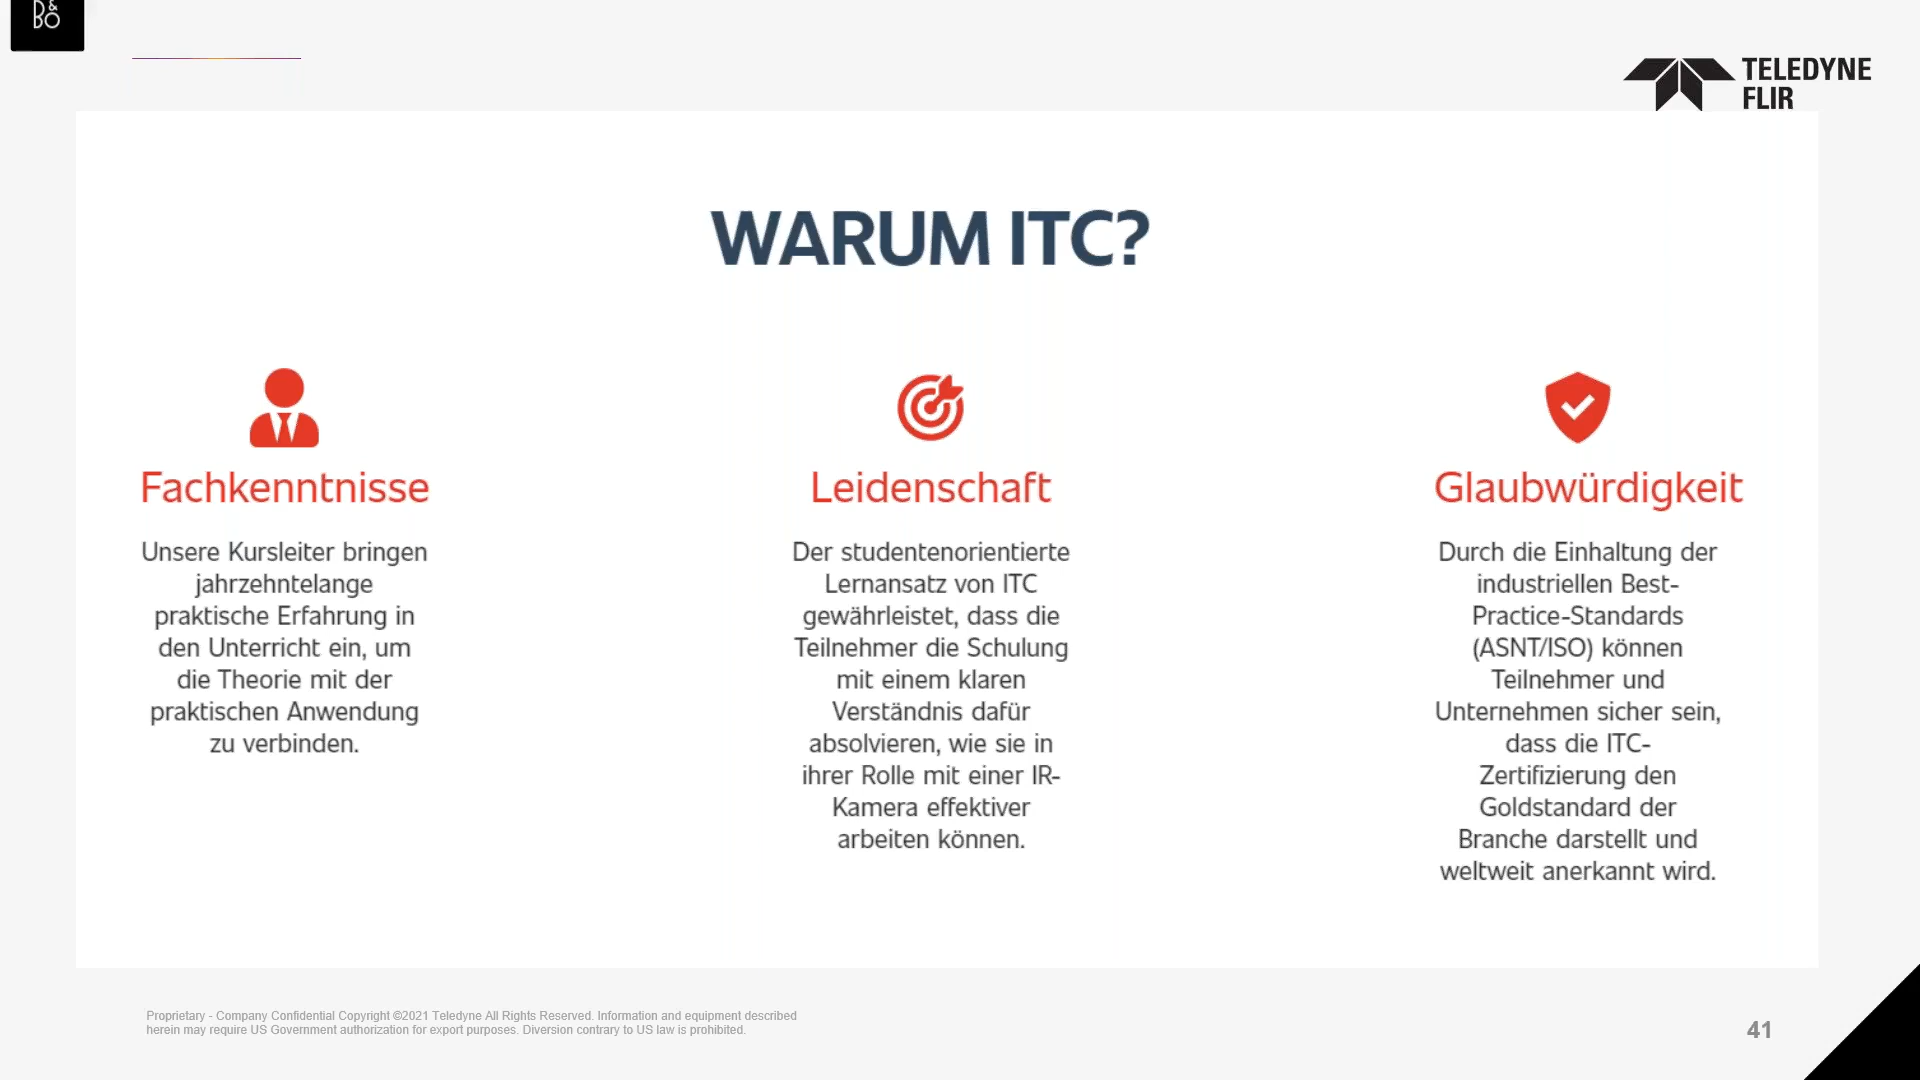 B&
BO
TELEDYNE
FLIR
WARUM ITC?
Fachkenntnisse
Unsere Kursleiter bringen
jahrzehntelange
praktische Erfahrung in
den Unterricht ein, um
die Theorie mit der
praktischen Anwendung
zu verbinden.
Leidenschaft
Der studentenorientierte
Lernansatz von ITC
gewährleistet, dass die
Teilnehmer die Schulung
mit einem klaren
Verständnis dafür
absolvieren, wie sie in
ihrer Rolle mit einer IR-
Kamera effektiver
arbeiten können.
Glaubwürdigkeit
Durch die Einhaltung der
industriellen Best-
Practice-Standards
(ASNT/ISO) können
Teilnehmer und
Unternehmen sicher sein,
dass die ITC-
Zertifizierung den
Goldstandard der
Branche darstellt und
weltweit anerkannt wird.
Proprietary - Company Confidential Copyright ©2021 Teledyne All Rights Reserved. Information and equipment described
herein may require US Government authorization for export purposes. Diversion contrary to US law is prohibited.
41